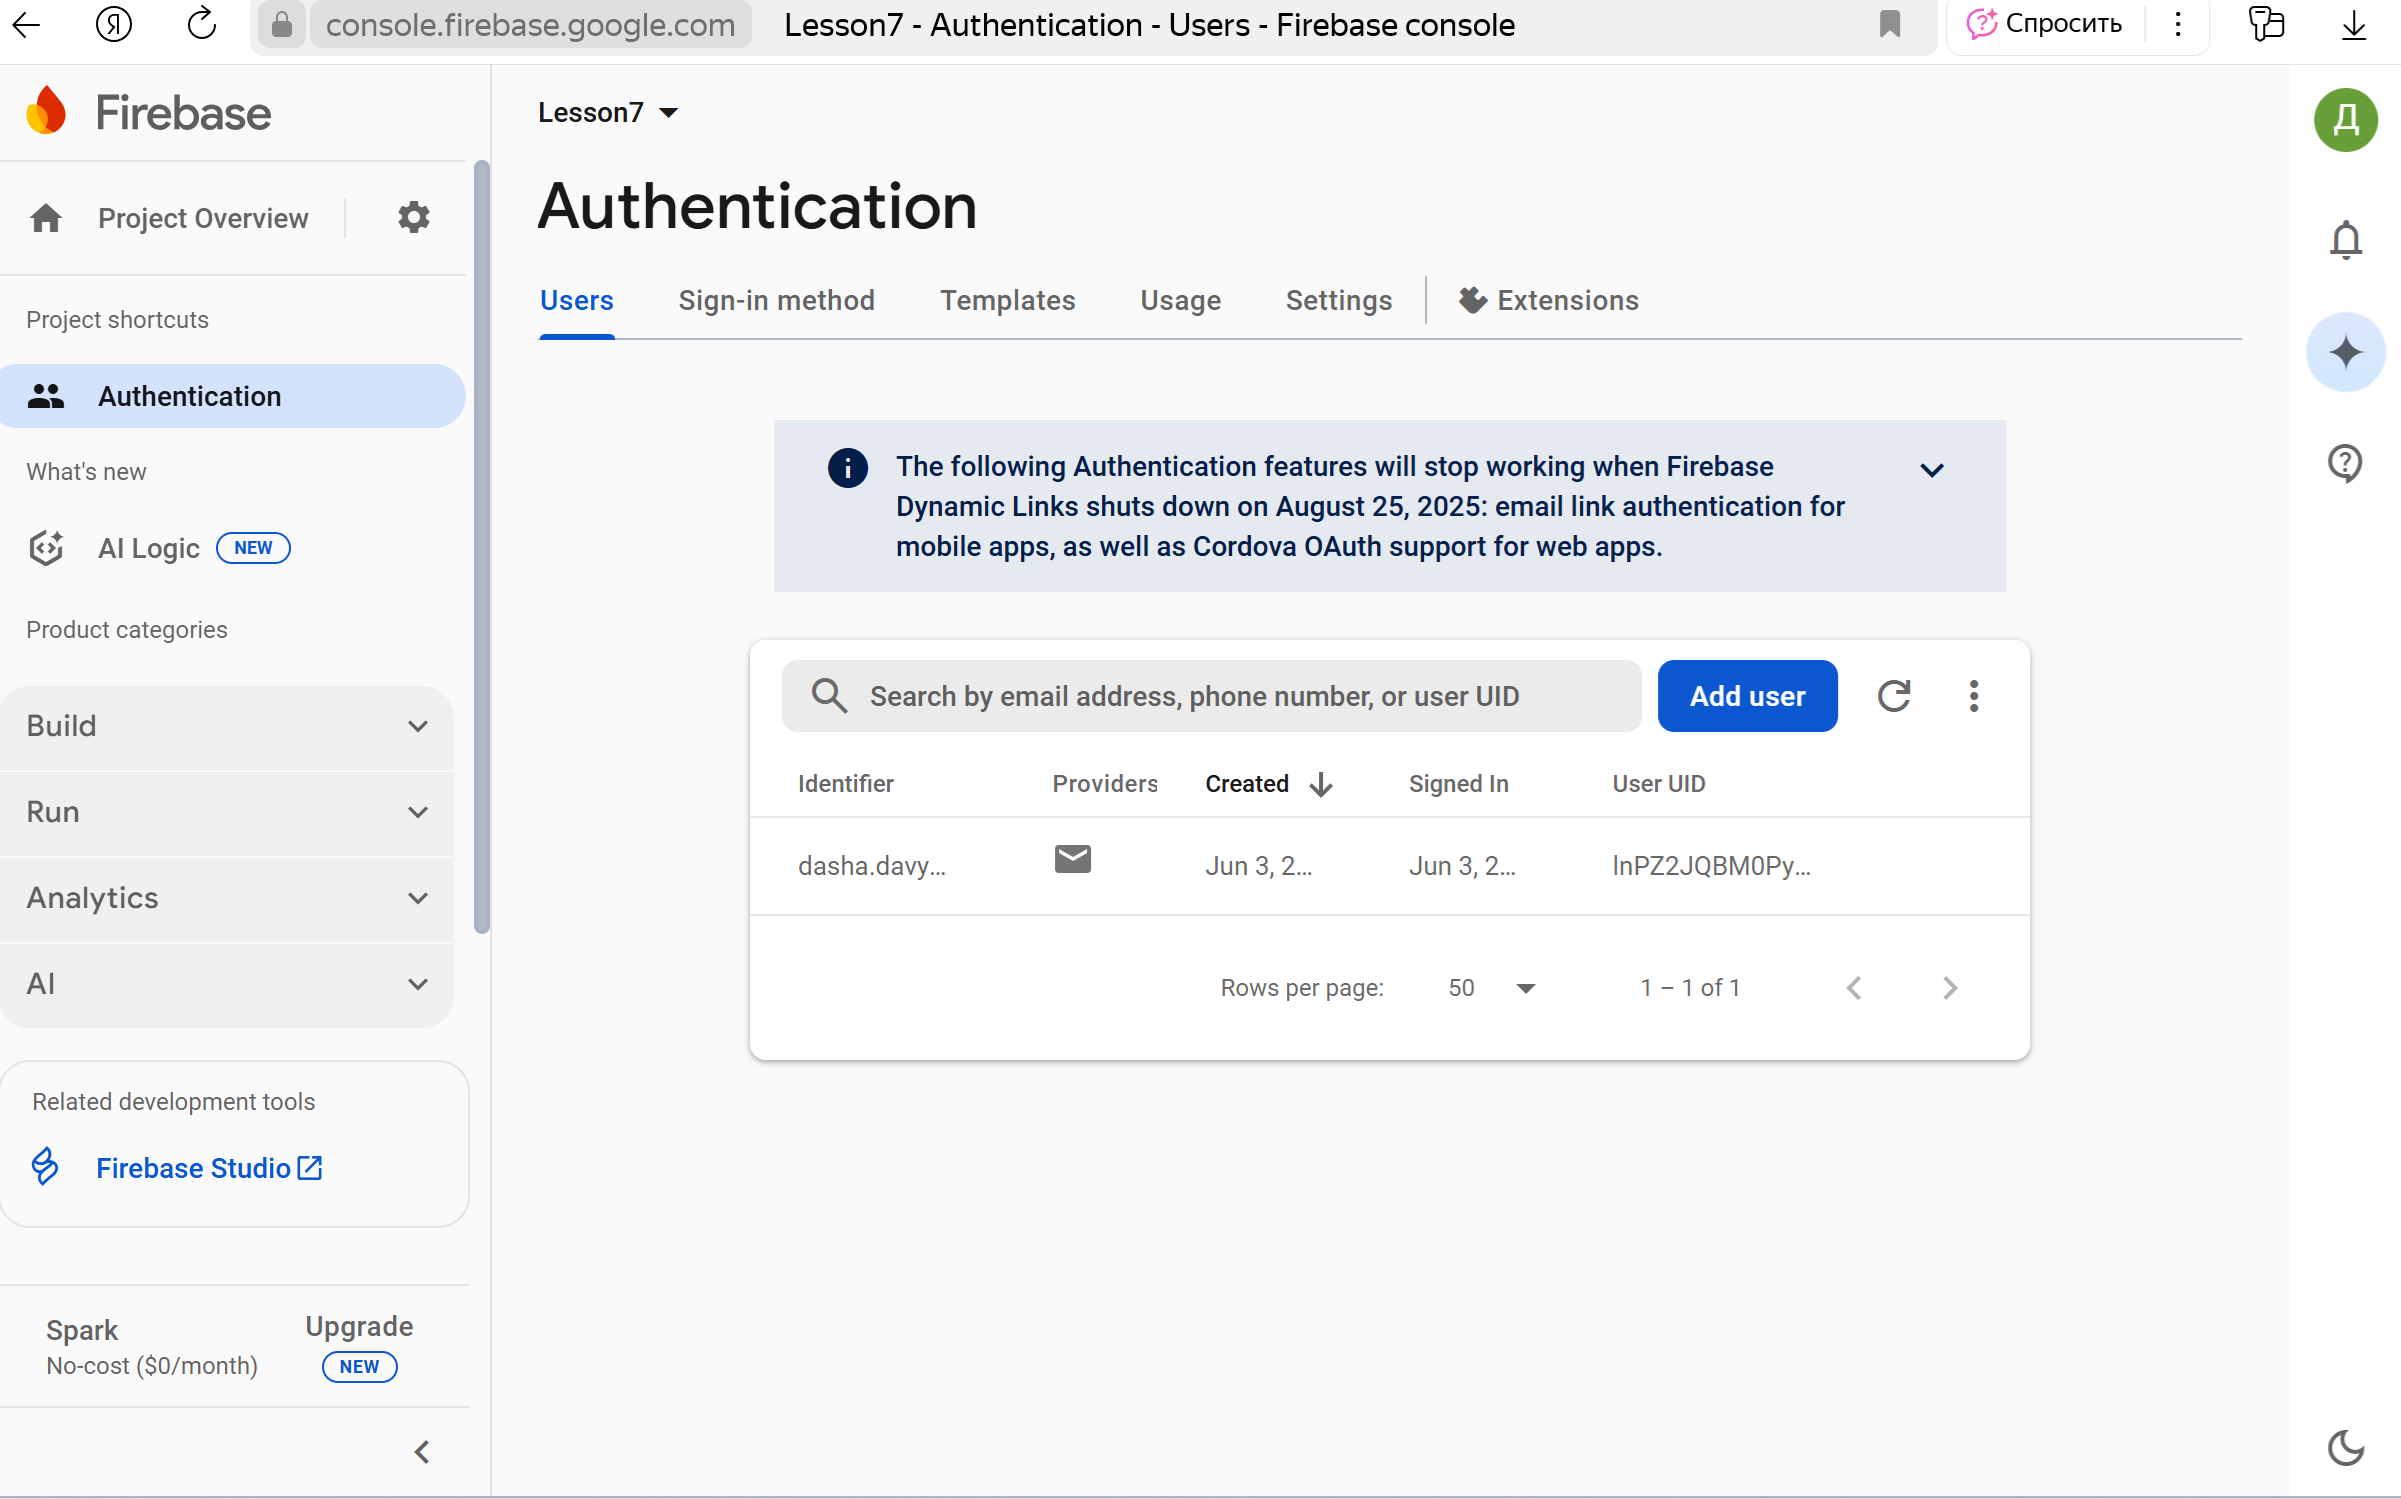 console.firebase.google.com Lesson7 - Authentication - Users - Firebase console Спросить
Firebase
Project Overview
Project shortcuts
Authentication
What's new
AI Logic NEW
Product categories
Build
Run
Analytics
AI
Related development tools
Firebase Studio
Spark
No-cost ($0/month)
Upgrade
NEW
Lesson7
Authentication
Users Sign-in method Templates Usage Settings Extensions
The following Authentication features will stop working when Firebase
Dynamic Links shuts down on August 25, 2025: email link authentication for
mobile apps, as well as Cordova OAuth support for web apps.
Search by email address, phone number, or user UID Add user
Identifier Providers Created Signed In User UID
dasha.davy... Jun 3, 2... Jun 3, 2... lnPZ2JQBM0Py...
Rows per page: 50 1 – 1 of 1
Д